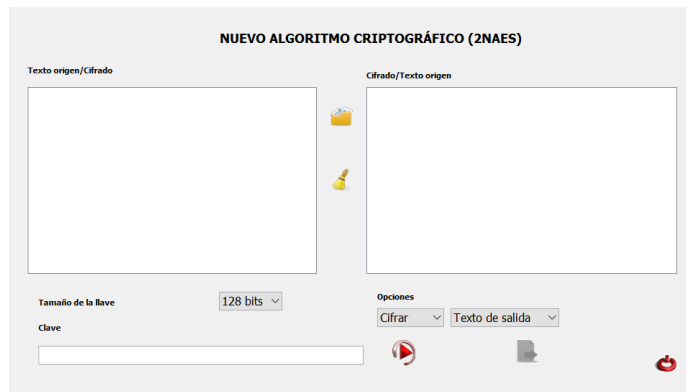 NUEVO ALGORITMO CRIPTOGRÁFICO (2NAES)
Texto origen/Cifrado
Cifrado/Texto origen
Tamaño de la llave
128 bits
Opciones
Cifrar
Texto de salida
Clave